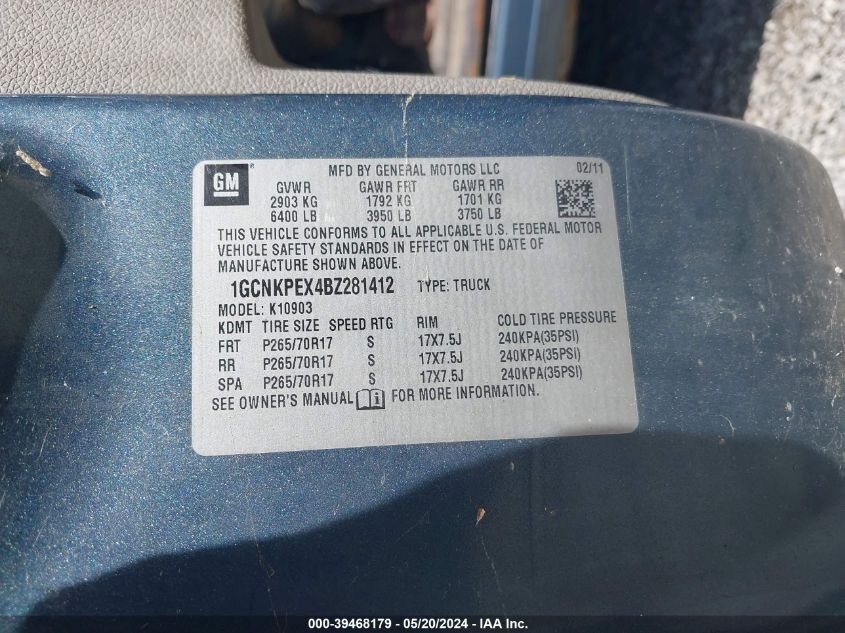 GM
MFD BY GENERAL MOTORS LLC 02/11
GVWR GAWR FRT GAWR RR
2903 KG 1792 KG 1701 KG
6400 LB 3950 LB 3750 LB
THIS VEHICLE CONFORMS TO ALL APPLICABLE U.S. FEDERAL MOTOR
VEHICLE SAFETY STANDARDS IN EFFECT ON THE DATE OF
MANUFACTURE SHOWN ABOVE.
1GCNKPEX4BZ281412 TYPE: TRUCK
MODEL: K10903
KDMT TIRE SIZE SPEED RTG RIM COLD TIRE PRESSURE
FRT P265/70R17 S 17X7.5J 240KPA(35PSI)
RR P265/70R17 S 17X7.5J 240KPA(35PSI)
SPA P265/70R17 S 17X7.5J 240KPA(35PSI)
SEE OWNER'S MANUAL FOR MORE INFORMATION.
000-39468179 - 05/20/2024 - IAA Inc.